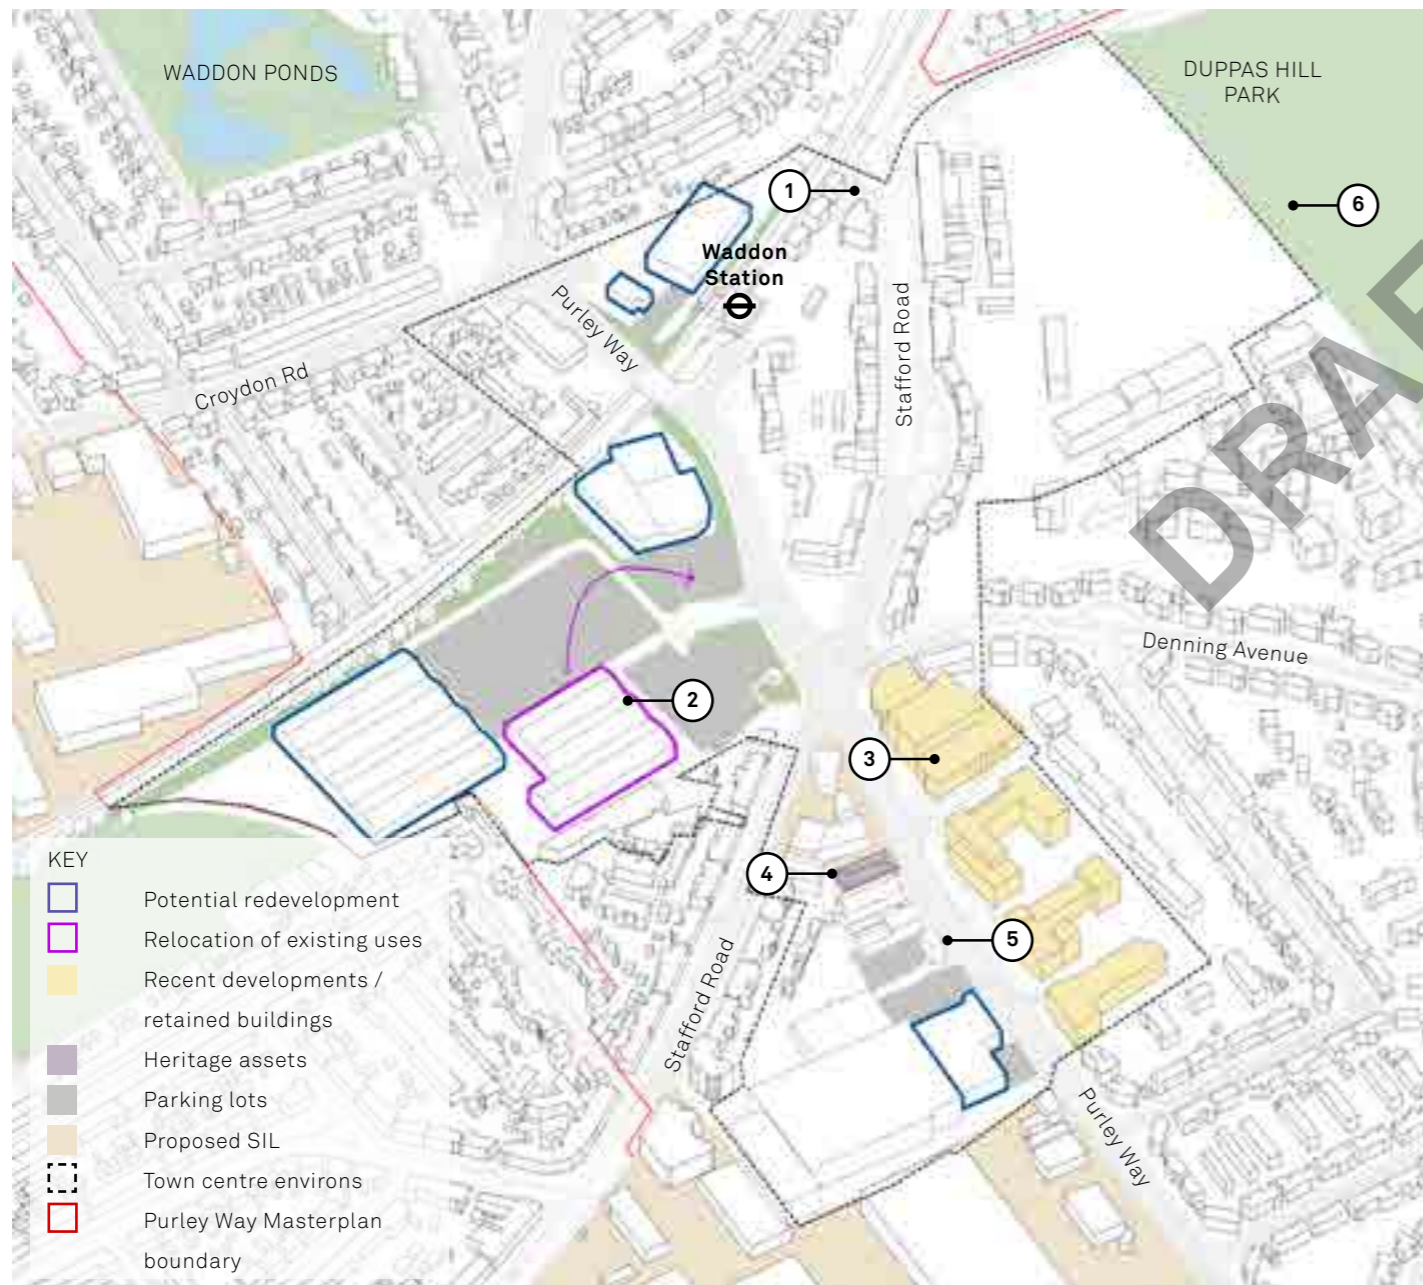 WADDON PONDS
DUPPAS HILL
PARK
1
6
Waddon
Station
Purley Way
Stafford Road
Croydon Rd
DRAF
Denning Avenue
2
3
4
5
Stafford Road
Purley Way
KEY
Potential redevelopment
Relocation of existing uses
Recent developments /
retained buildings
Heritage assets
Parking lots
Proposed SIL
Town centre environs
Purley Way Masterplan
boundary